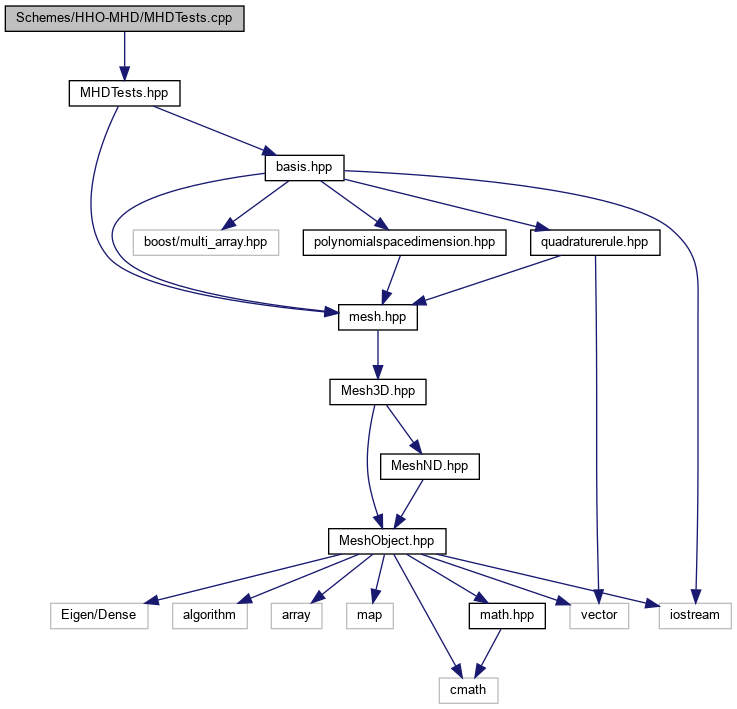 Schemes/HHO-MHD/MHDTests.cpp
MHDTests.hpp
basis.hpp
boost/multi_array.hpp
polynomialspacedimension.hpp
quadraturerule.hpp
mesh.hpp
Mesh3D.hpp
MeshND.hpp
MeshObject.hpp
Eigen/Dense
algorithm
array
map
math.hpp
vector
iostream
cmath